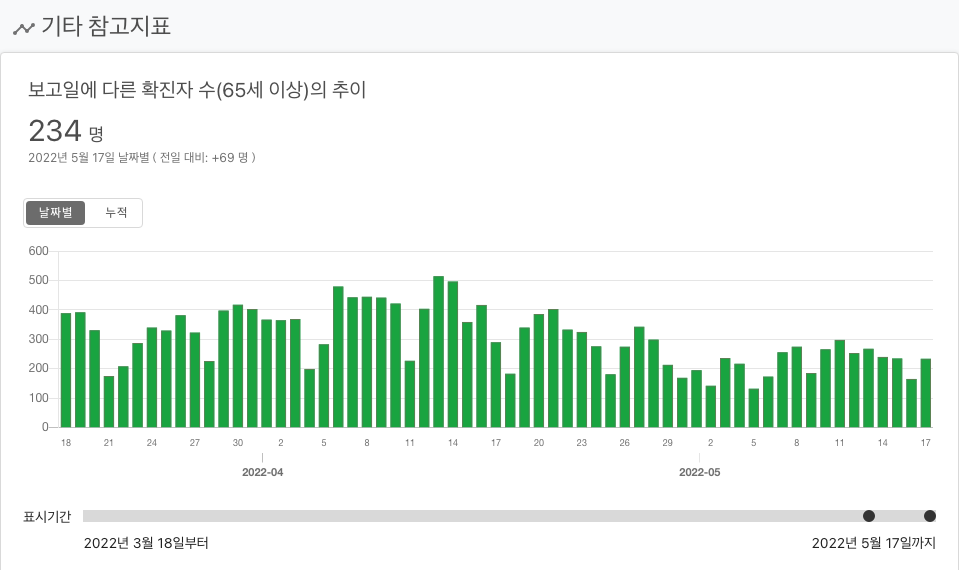 기타 참고지표
보고일에 다른 확진자 수(65세 이상)의 추이
234 명
2022년 5월 17일 날짜별 ( 전일 대비: +69 명 )
날짜별 누적
600
500
400
300
200
100
0
18 21 24 27 30 2 5 8 11 14 17 20 23 26 29 2 5 8 11 14 17
2022-04 2022-05
표시기간
2022년 3월 18일부터 2022년 5월 17일까지